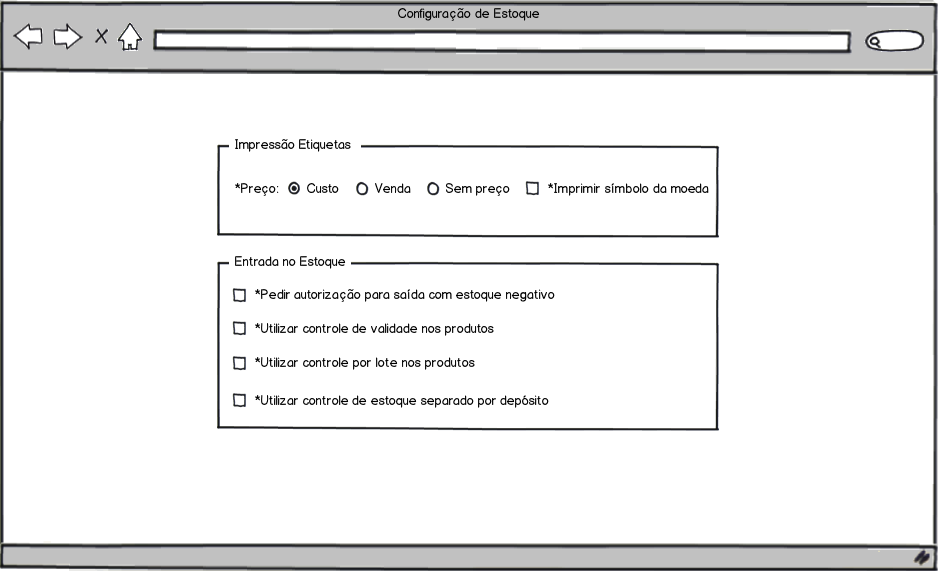 Configuração de Estoque
Impressão Etiquetas
*Preço: Custo Venda Sem preço *Imprimir símbolo da moeda
Entrada no Estoque
*Pedir autorização para saída com estoque negativo
*Utilizar controle de validade nos produtos
*Utilizar controle por lote nos produtos
*Utilizar controle de estoque separado por depósito